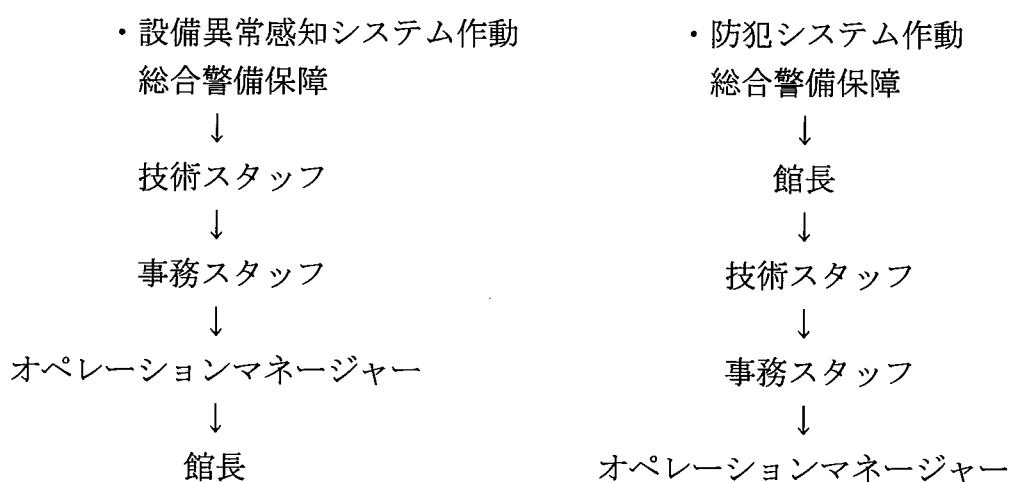 ・設備異常感知システム作動
総合警備保障
↓
技術スタッフ
↓
事務スタッフ
↓
オペレーションマネージャー
↓
館長
・防犯システム作動
総合警備保障
↓
館長
↓
技術スタッフ
↓
事務スタッフ
↓
オペレーションマネージャー